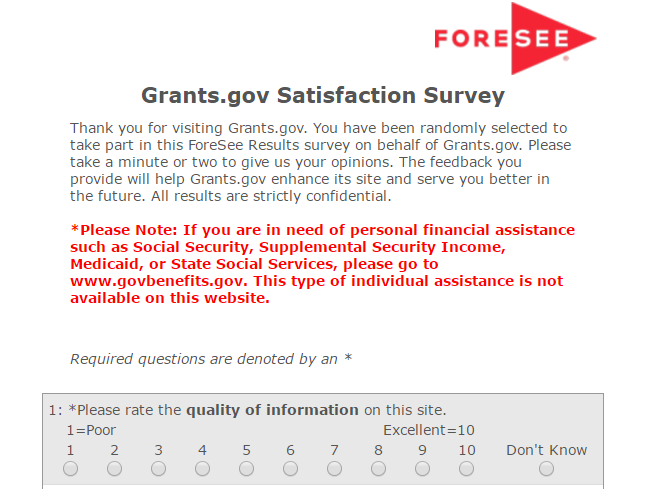 FORESEE
Grants.gov Satisfaction Survey
Thank you for visiting Grants.gov. You have been randomly selected to
take part in this ForeSee Results survey on behalf of Grants.gov. Please
take a minute or two to give us your opinions. The feedback you
provide will help Grants.gov enhance its site and serve you better in
the future. All results are strictly confidential.
*Please Note: If you are in need of personal financial assistance
such as Social Security, Supplemental Security Income,
Medicaid, or State Social Services, please go to
www.govbenefits.gov. This type of individual assistance is not
available on this website.
Required questions are denoted by an *
1: *Please rate the quality of information on this site.
1=Poor Excellent=10
1 2 3 4 5 6 7 8 9 10 Don't Know